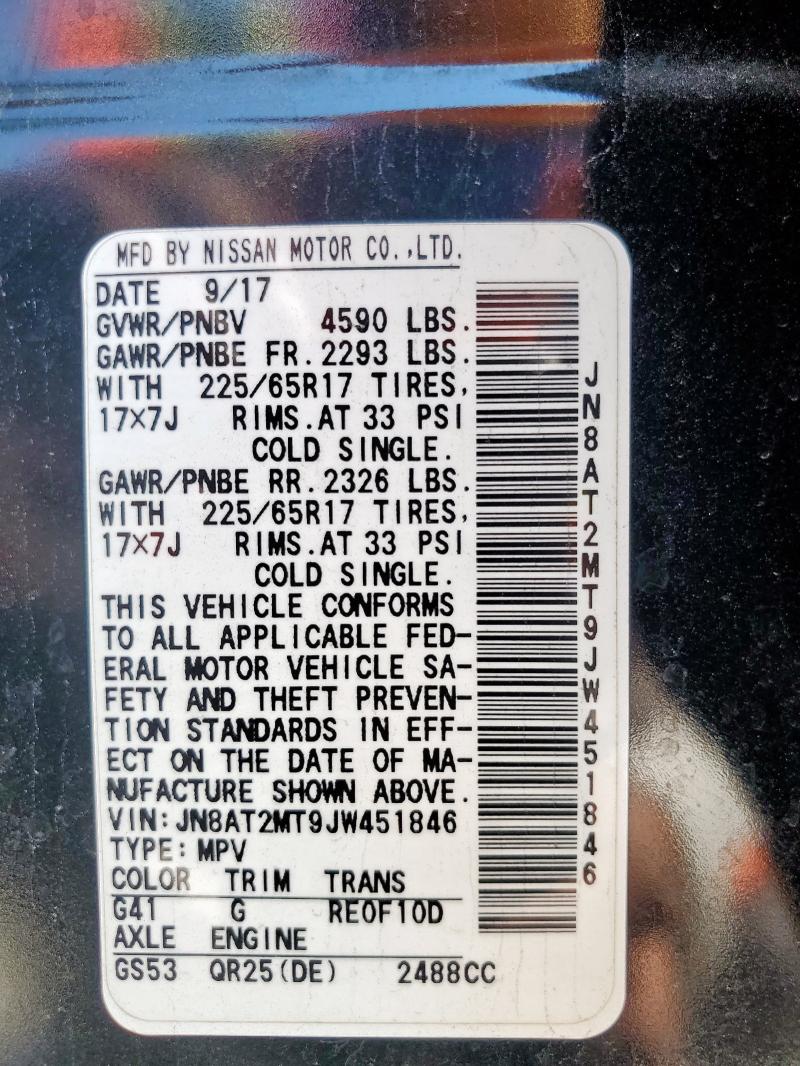 MFD BY NISSAN MOTOR CO.,LTD.
DATE 9/17
GVWR/PNBV 4590 LBS.
GAWR/PNBE FR.2293 LBS.
WITH 225/65R17 TIRES,
17×7J RIMS.AT 33 PSI
COLD SINGLE.
GAWR/PNBE RR.2326 LBS.
WITH 225/65R17 TIRES,
17×7J RIMS.AT 33 PSI
COLD SINGLE.
THIS VEHICLE CONFORMS
TO ALL APPLICABLE FED-
ERAL MOTOR VEHICLE SA-
FETY AND THEFT PREVEN-
TION STANDARDS IN EFF-
ECT ON THE DATE OF MA-
NUFACTURE SHOWN ABOVE.
VIN:JN8AT2MT9JW451846
TYPE:MPV
COLOR TRIM TRANS
G41 G RE0F10D
AXLE ENGINE
GS53 QR25(DE) 2488CC
JN8AT2MT9JW451846